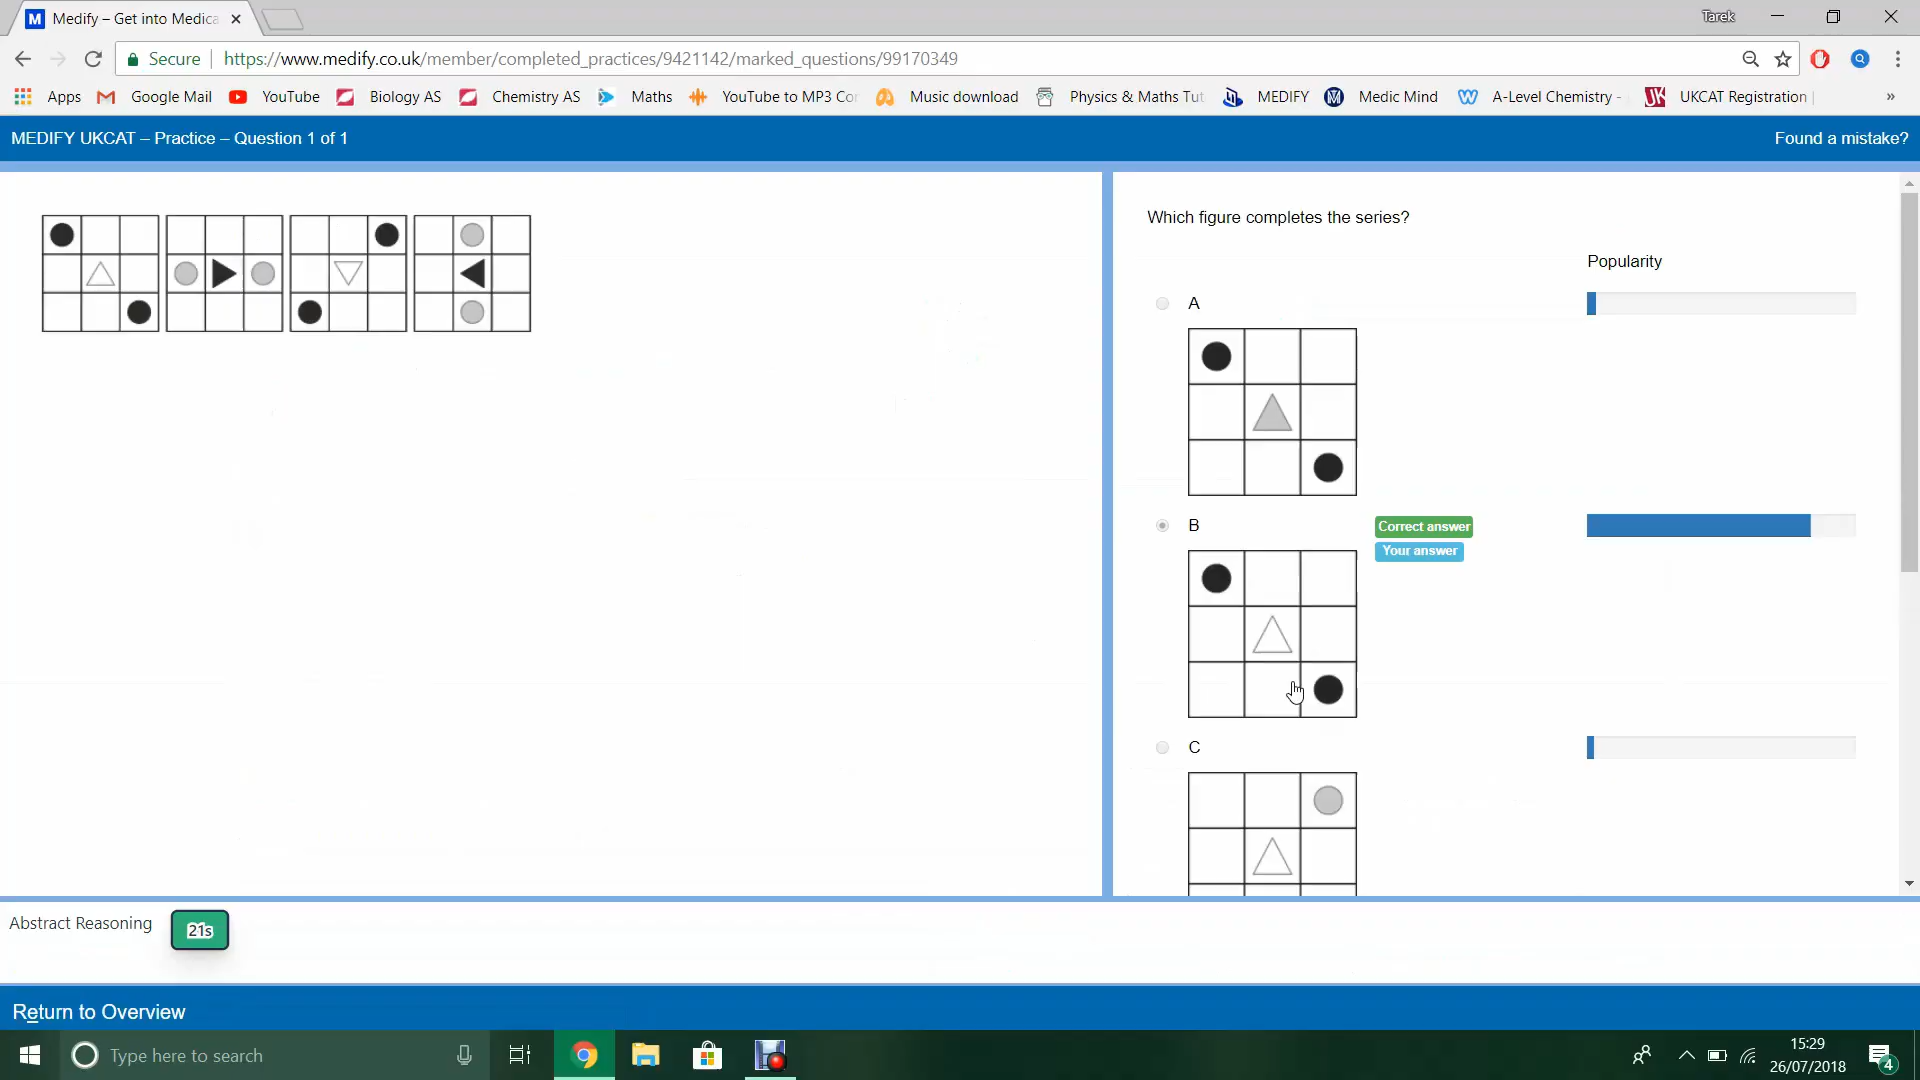 M Medify – Get into Medica
Tarek
Secure https://www.medify.co.uk/member/completed_practices/9421142/marked_questions/99170349
Apps Google Mail YouTube Biology AS Chemistry AS Maths YouTube to MP3 Cor Music download Physics & Maths Tut MEDIFY Medic Mind A-Level Chemistry - UKCAT Registration | »
MEDIFY UKCAT – Practice – Question 1 of 1
Found a mistake?
Which figure completes the series?
Popularity
A
B
Correct answer
Your answer
C
Abstract Reasoning
21s
Return to Overview
Type here to search
15:29
26/07/2018
4